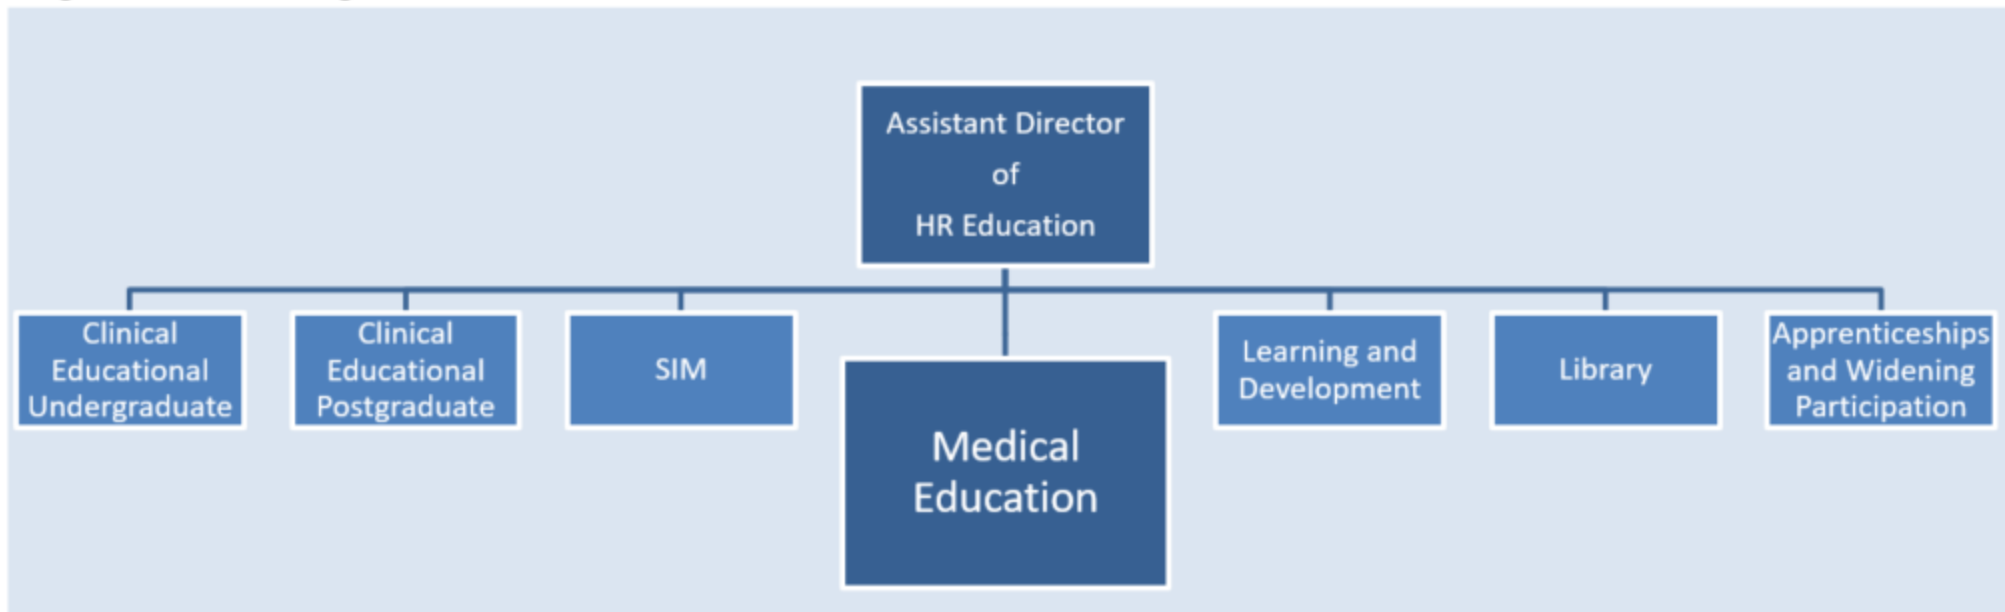 Assistant Director
of
HR Education
Clinical
Educational
Undergraduate
Clinical
Educational
Postgraduate
SIM
Medical
Education
Learning and
Development
Library
Apprenticeships
and Widening
Participation